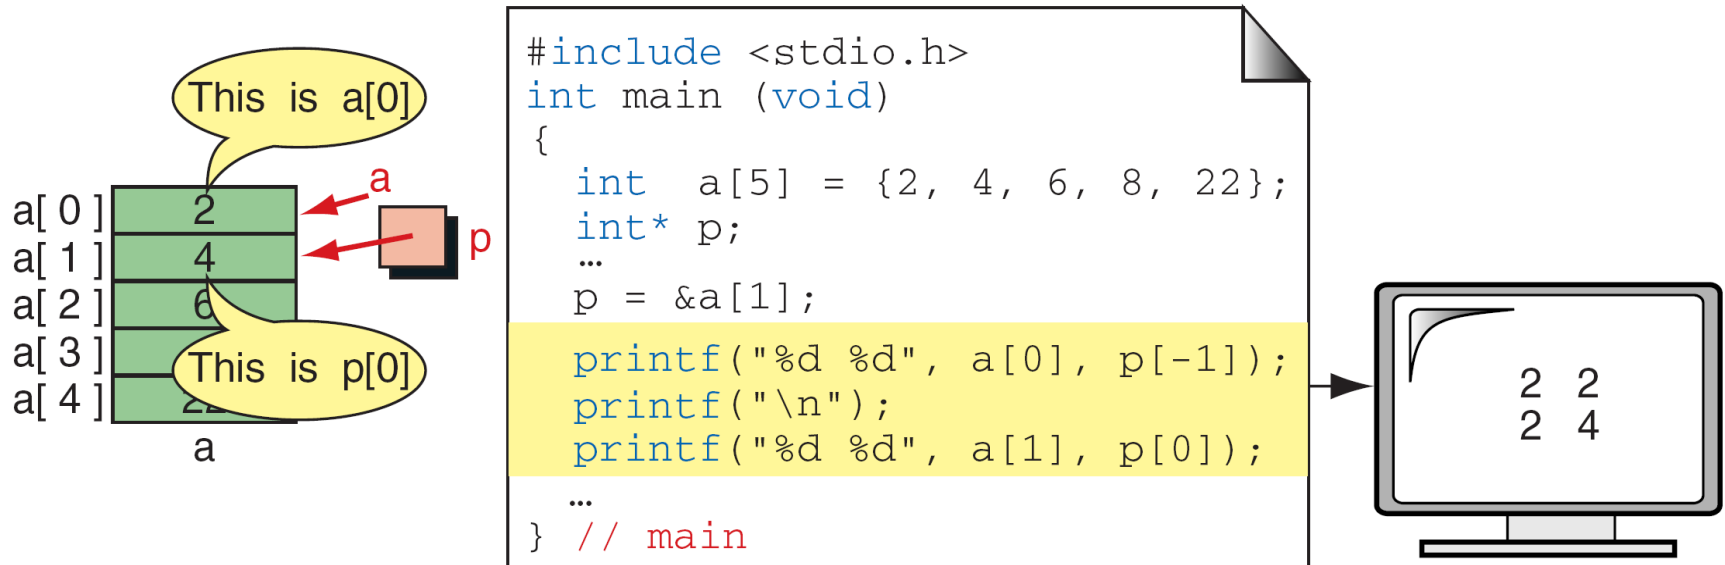 This is a[0]
a
a[ 0 ] 2
p
a[ 1 ] 4
a[ 2 ] 6
a[ 3 ]
This is p[0]
a[ 4 ] 22
a
#include <stdio.h>
int main (void)
{
int a[5] = {2, 4, 6, 8, 22};
int* p;
…
p = &a[1];
printf("%d %d", a[0], p[-1]);
printf("\n");
printf("%d %d", a[1], p[0]);
…
} // main
2 2
2 4